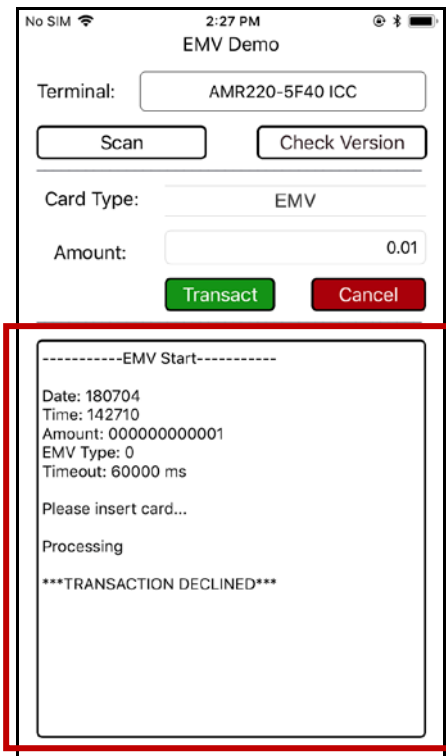 No SIM 2:27 PM
EMV Demo
Terminal: AMR220-5F40 ICC
Scan Check Version
Card Type: EMV
Amount: 0.01
Transact Cancel
-----------EMV Start-----------
Date: 180704
Time: 142710
Amount: 000000000001
EMV Type: 0
Timeout: 60000 ms
Please insert card...
Processing
***TRANSACTION DECLINED***